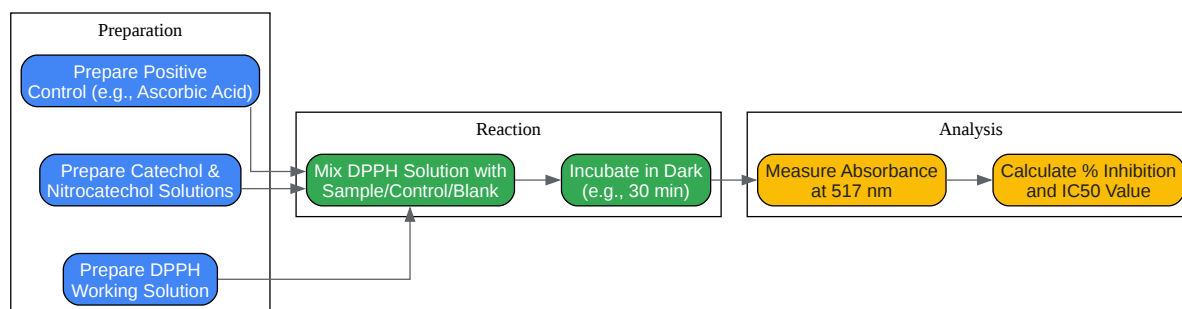 Preparation
Prepare Positive
Control (e.g., Ascorbic Acid)
Prepare Catechol &
Nitrocatechol Solutions
Prepare DPPH
Working Solution
Reaction
Mix DPPH Solution with
Sample/Control/Blank
Incubate in Dark
(e.g., 30 min)
Analysis
Measure Absorbance
at 517 nm
Calculate % Inhibition
and IC50 Value